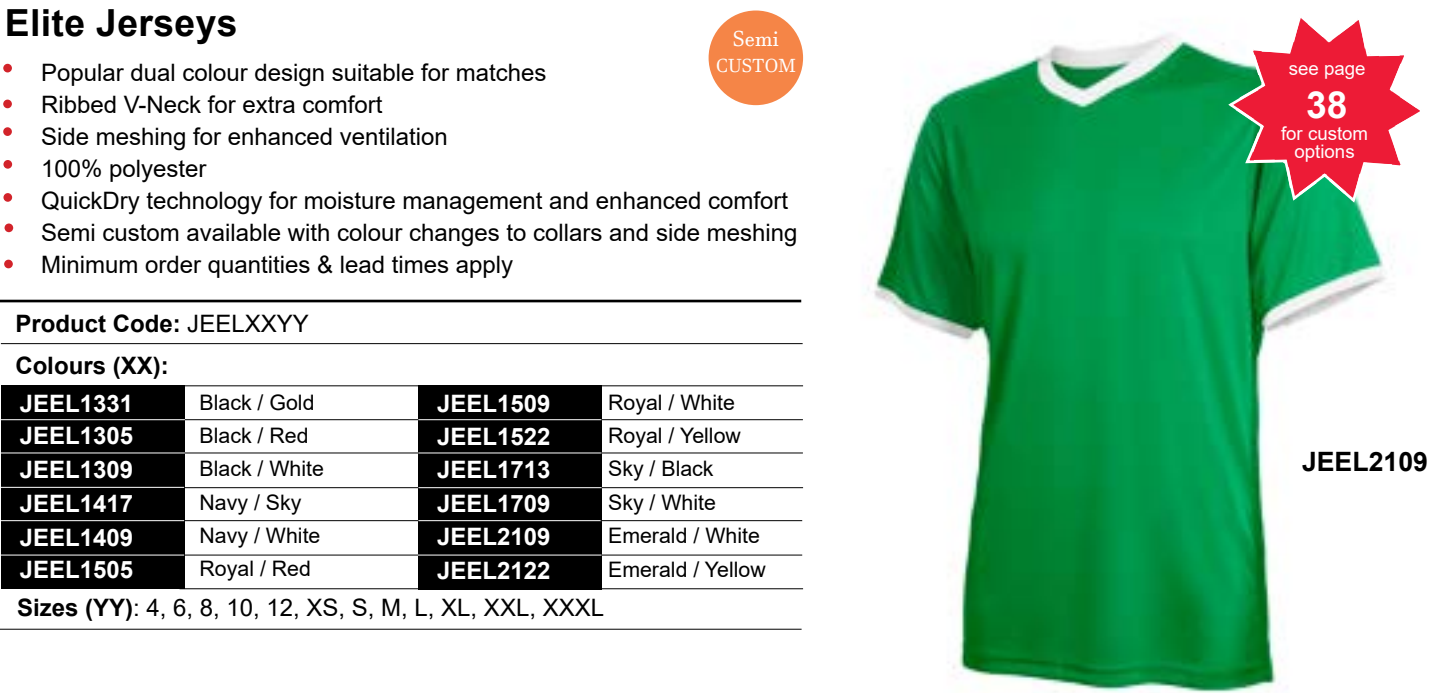 Elite Jerseys
Semi
CUSTOM
• Popular dual colour design suitable for matches
• Ribbed V-Neck for extra comfort
• Side meshing for enhanced ventilation
• 100% polyester
• QuickDry technology for moisture management and enhanced comfort
• Semi custom available with colour changes to collars and side meshing
• Minimum order quantities & lead times apply
Product Code: JEELXXYY
Colours (XX):
JEEL1331 Black / Gold JEEL1509 Royal / White
JEEL1305 Black / Red JEEL1522 Royal / Yellow
JEEL1309 Black / White JEEL1713 Sky / Black
JEEL1417 Navy / Sky JEEL1709 Sky / White
JEEL1409 Navy / White JEEL2109 Emerald / White
JEEL1505 Royal / Red JEEL2122 Emerald / Yellow
Sizes (YY): 4, 6, 8, 10, 12, XS, S, M, L, XL, XXL, XXXL
see page
38
for custom
options
JEEL2109